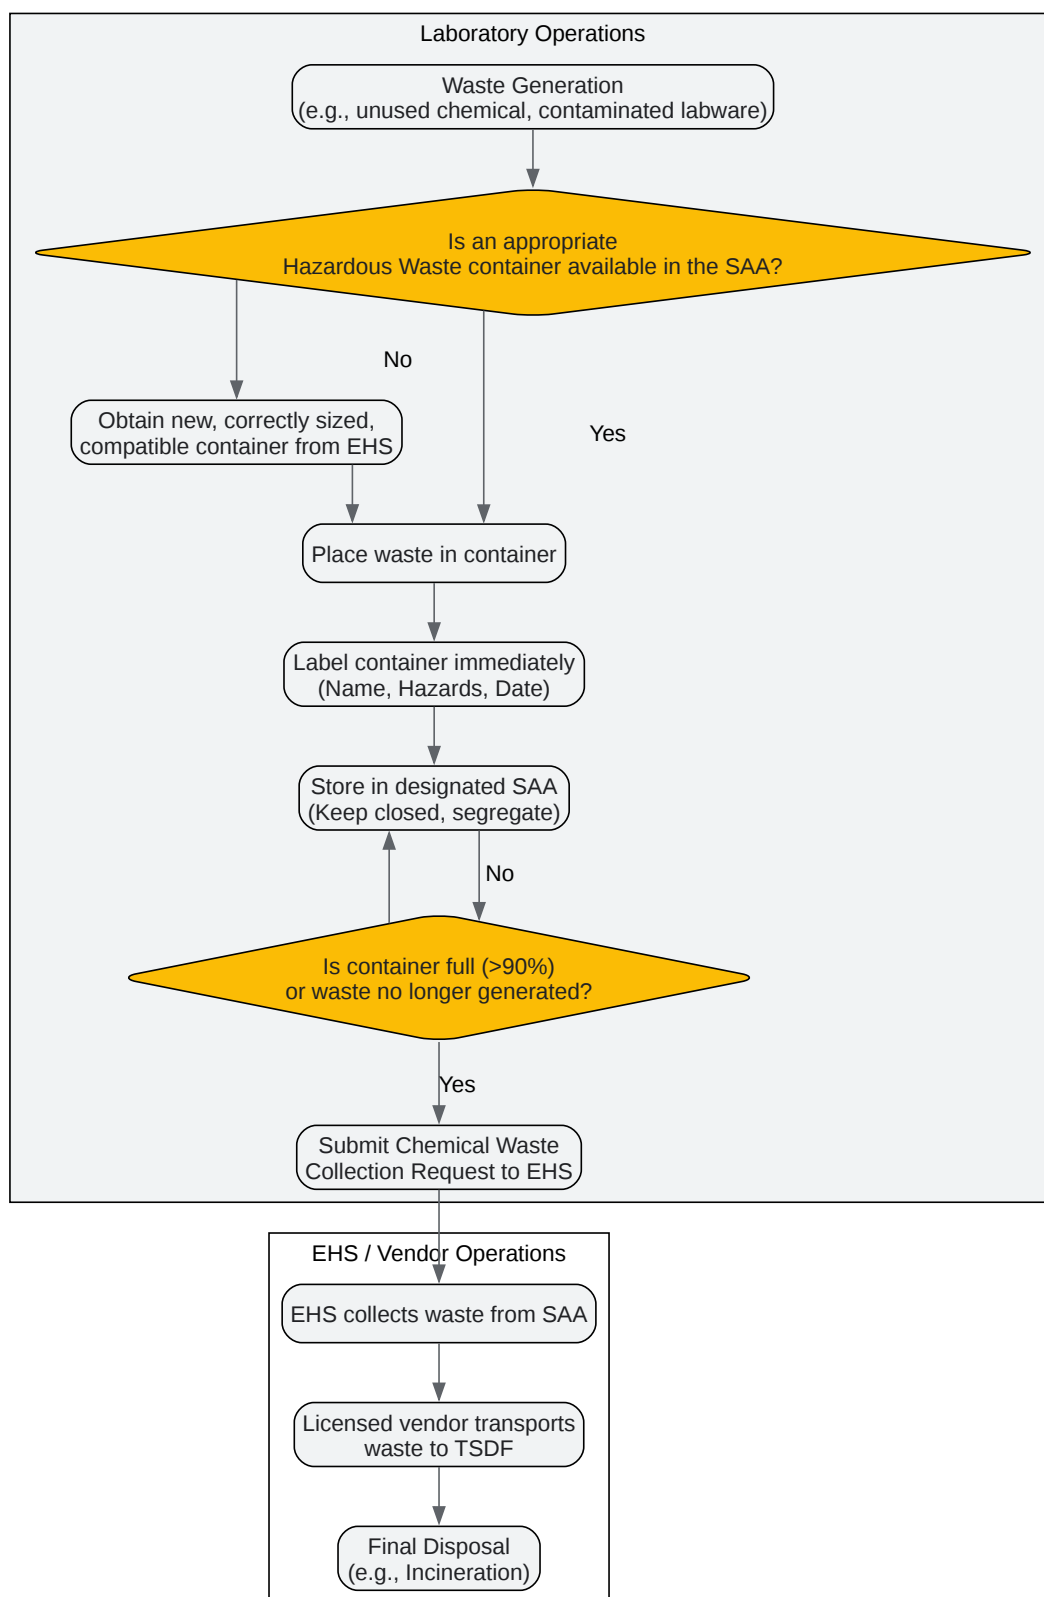 Laboratory Operations
Waste Generation
(e.g., unused chemical, contaminated labware)
Is an appropriate
Hazardous Waste container available in the SAA?
No
Obtain new, correctly sized,
compatible container from EHS
Yes
Place waste in container
Label container immediately
(Name, Hazards, Date)
Store in designated SAA
(Keep closed, segregate)
No
Is container full (>90%)
or waste no longer generated?
Yes
Submit Chemical Waste
Collection Request to EHS
EHS / Vendor Operations
EHS collects waste from SAA
Licensed vendor transports
waste to TSDF
Final Disposal
(e.g., Incineration)